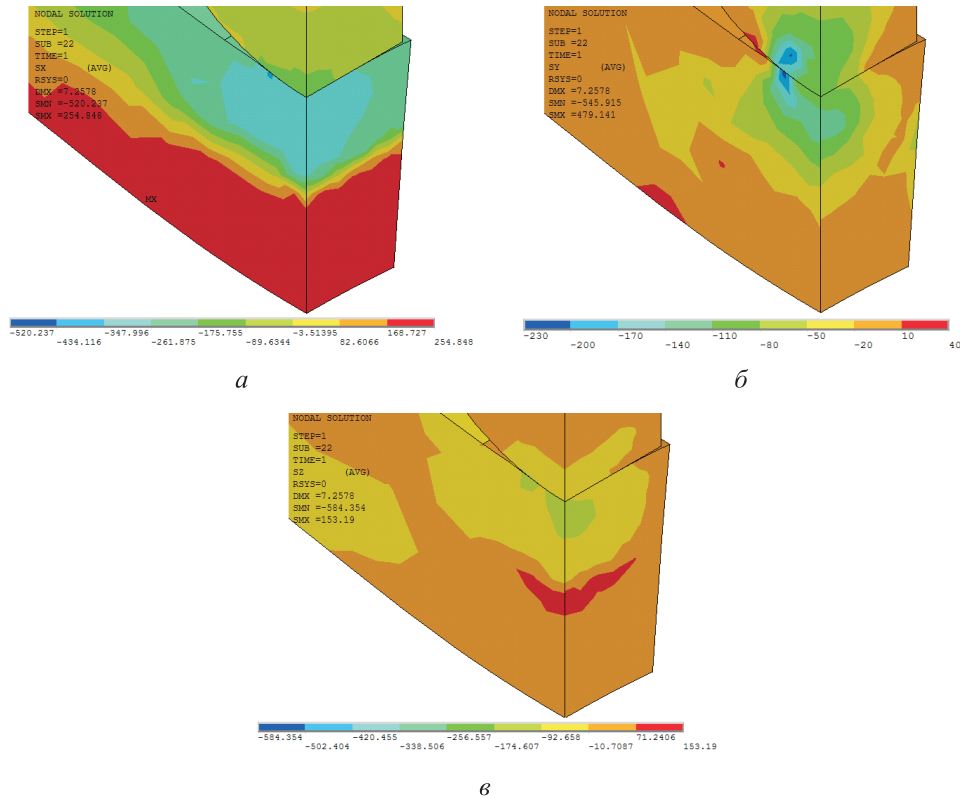 NODAL SOLUTION
STEP=1
SUB =22
TIME=1
SX (AVG)
RSYS=0
DMX =7.2578
SMN =-520.237
SMX =254.848
MX
-520.237 -347.996 -175.755 -3.51395 168.727
-434.116 -261.875 -89.6344 82.6066 254.848
а
NODAL SOLUTION
STEP=1
SUB =22
TIME=1
SY (AVG)
RSYS=0
DMX =7.2578
SMN =-545.915
SMX =479.141
-230 -170 -110 -50 10
-200 -140 -80 -20 40
б
NODAL SOLUTION
STEP=1
SUB =22
TIME=1
SZ (AVG)
RSYS=0
DMX =7.2578
SMN =-584.354
SMX =153.19
-584.354 -420.455 -256.557 -92.658 71.2406
-502.404 -338.506 -174.607 -10.7087 153.19
в